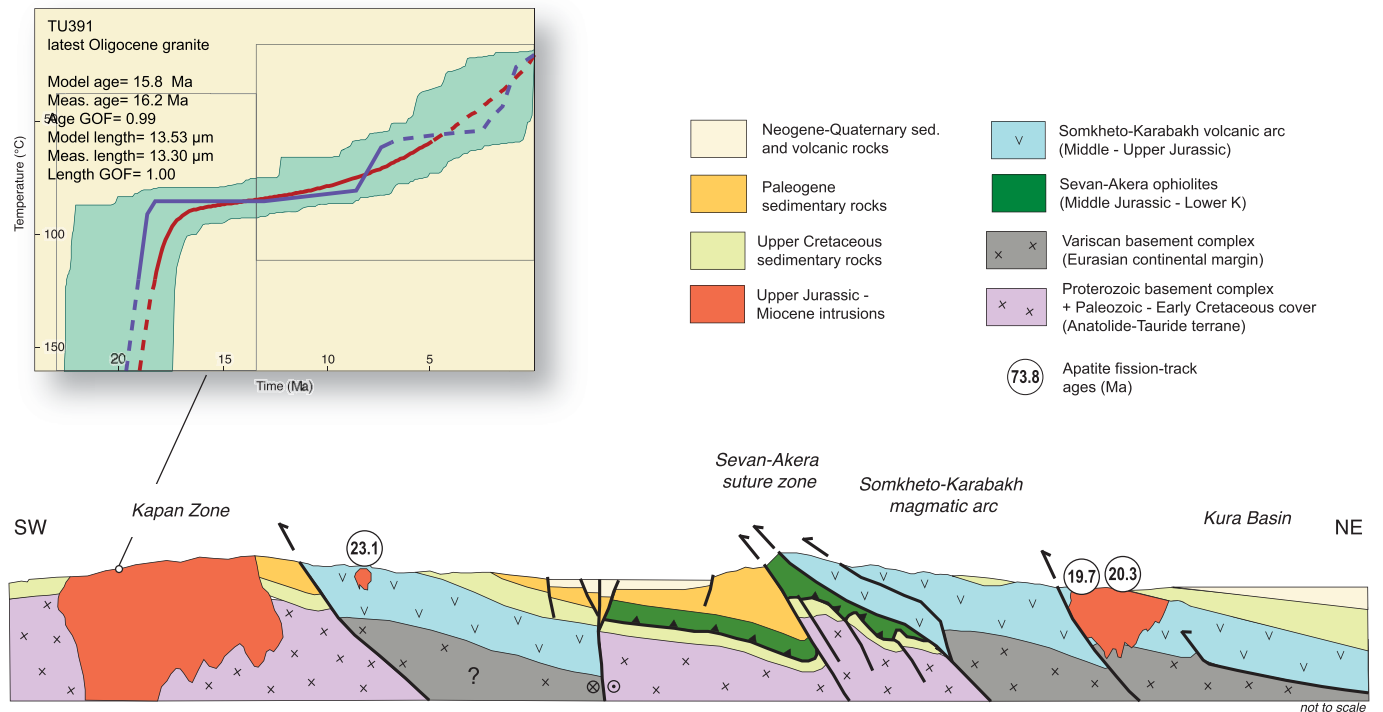 TU391
latest Oligocene granite
Model age= 15.8 Ma
Meas. age= 16.2 Ma
Age GOF= 0.99
Model length= 13.53 µm
Meas. length= 13.30 µm
Length GOF= 1.00
Temperature (°C)
50
100
150
20
15
10
5
Time (Ma)
Neogene-Quaternary sed.
and volcanic rocks
Paleogene
sedimentary rocks
Upper Cretaceous
sedimentary rocks
Upper Jurassic -
Miocene intrusions
Somkheto-Karabakh volcanic arc
(Middle - Upper Jurassic)
Sevan-Akera ophiolites
(Middle Jurassic - Lower K)
Variscan basement complex
(Eurasian continental margin)
Proterozoic basement complex
+ Paleozoic - Early Cretaceous cover
(Anatolide-Tauride terrane)
73.8
Apatite fission-track
ages (Ma)
SW
Kapan Zone
Sevan-Akera
suture zone
Somkheto-Karabakh
magmatic arc
Kura Basin
NE
23.1
19.7
20.3
?
not to scale